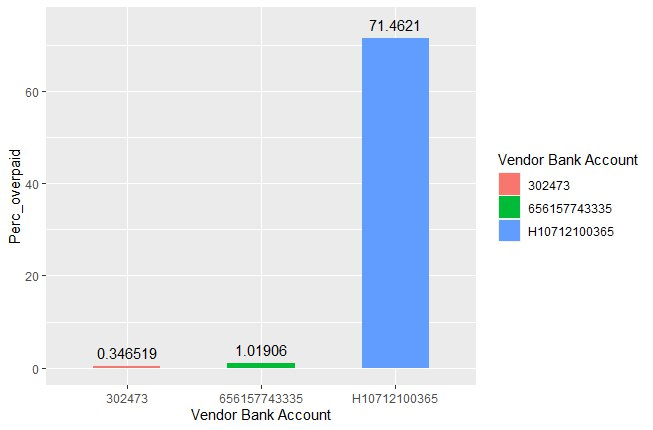 71.4621
60
40
20
0
Perc_overpaid
0.346519
1.01906
302473
656157743335
H10712100365
Vendor Bank Account
Vendor Bank Account
302473
656157743335
H10712100365